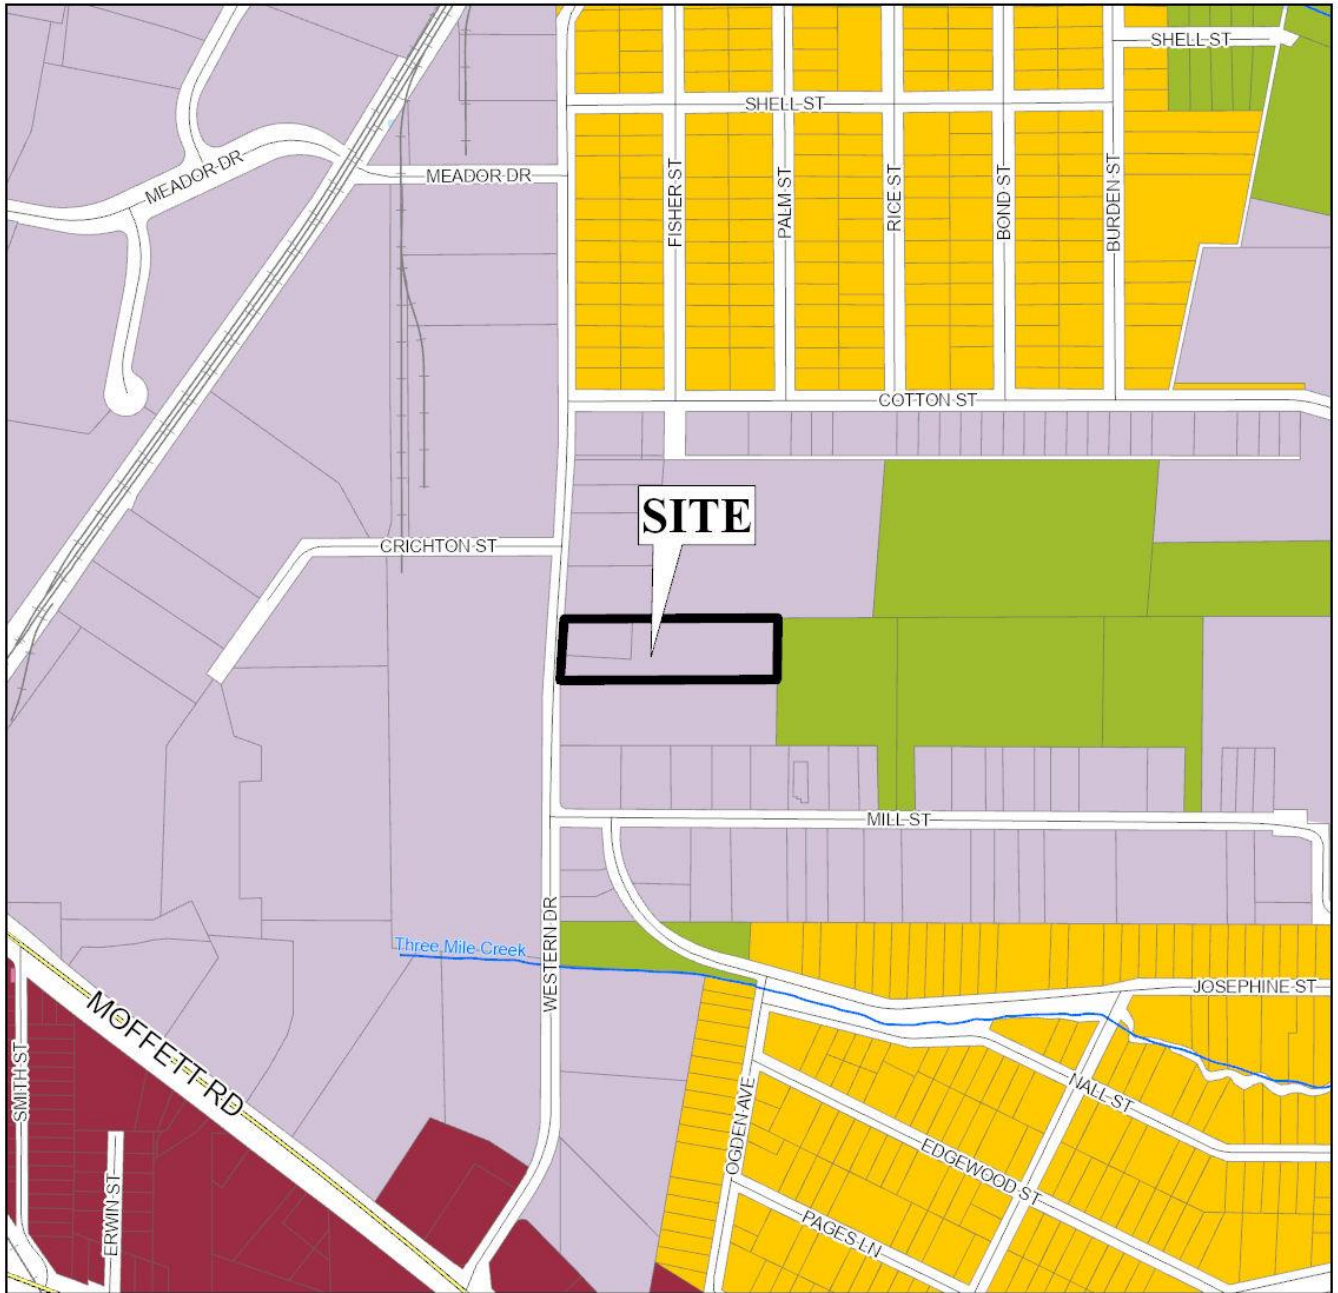 SHELL ST
SHELL ST
MEADOR DR
MEADOR DR
FISHER ST
PALM ST
RICE ST
BOND ST
BURDEN ST
COTTON ST
SITE
CRICHTON ST
MILL ST
WESTERN DR
Three Mile Creek
JOSEPHINE ST
MOFFETT RD
SMITH ST
ERWIN ST
OGDEN AVE
NALL ST
EDGEWOOD ST
PAGES LN